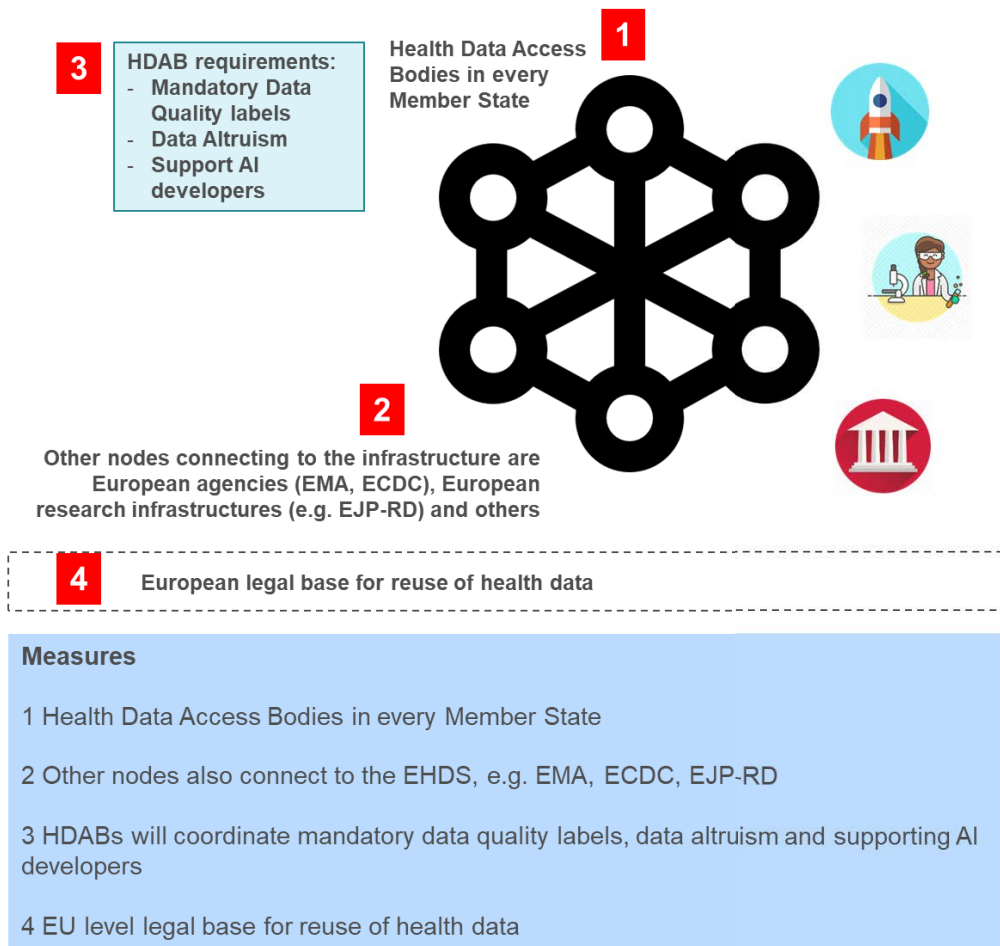 3
HDAB requirements:
- Mandatory Data
Quality labels
- Data Altruism
- Support AI
developers
1
Health Data Access
Bodies in every
Member State
2
Other nodes connecting to the infrastructure are
European agencies (EMA, ECDC), European
research infrastructures (e.g. EJP-RD) and others
4
European legal base for reuse of health data
Measures
1 Health Data Access Bodies in every Member State
2 Other nodes also connect to the EHDS, e.g. EMA, ECDC, EJP-RD
3 HDABs will coordinate mandatory data quality labels, data altruism and supporting AI
developers
4 EU level legal base for reuse of health data